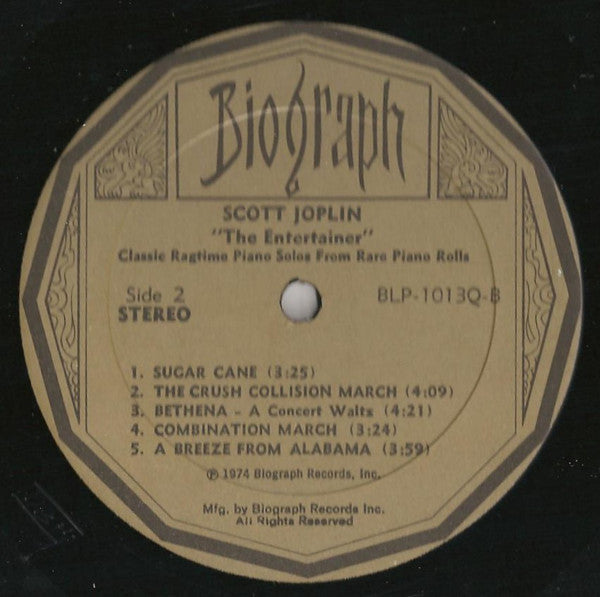 Biograph
SCOTT JOPLIN
"The Entertainer"
Classic Ragtime Piano Solos From Rare Piano Rolls
Side 2
BLP-1013Q-B
STEREO
1. SUGAR CANE (3:25)
2. THE CRUSH COLLISION MARCH (4:09)
3. BETHENA - A Concert Waltz (4:21)
4. COMBINATION MARCH (3:24)
5. A BREEZE FROM ALABAMA (3:59)
℗ 1974 Biograph Records, Inc.
Mfg. by Biograph Records Inc.
All Rights Reserved